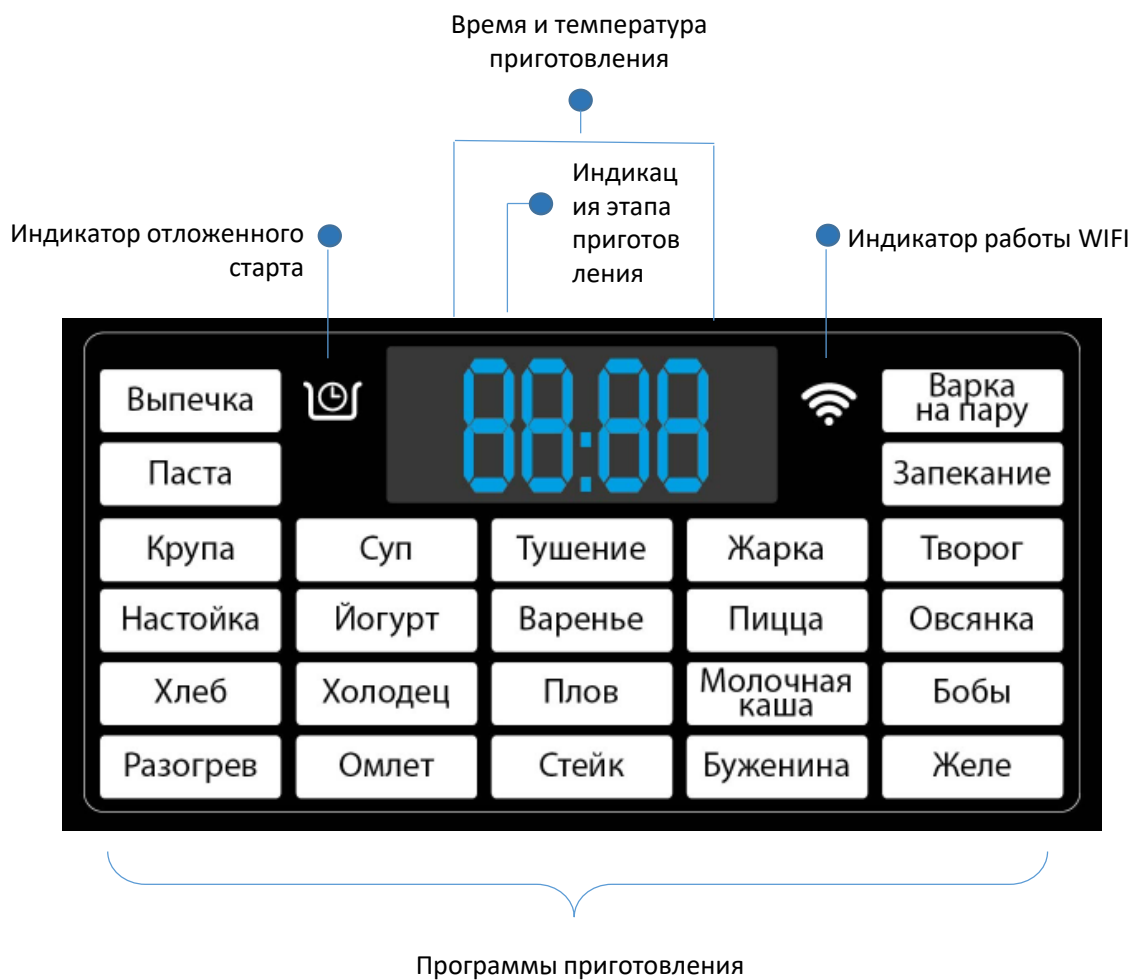 Время и температура
приготовления
Индикац
ия этапа
приготов
ления
Индикатор отложенного
старта
Индикатор работы WIFI
88:88
Выпечка
Варка
на пару
Паста
Запекание
Крупа
Суп
Тушение
Жарка
Творог
Настойка
Йогурт
Варенье
Пицца
Овсянка
Хлеб
Холодец
Плов
Молочная
каша
Бобы
Разогрев
Омлет
Стейк
Буженина
Желе
Программы приготовления